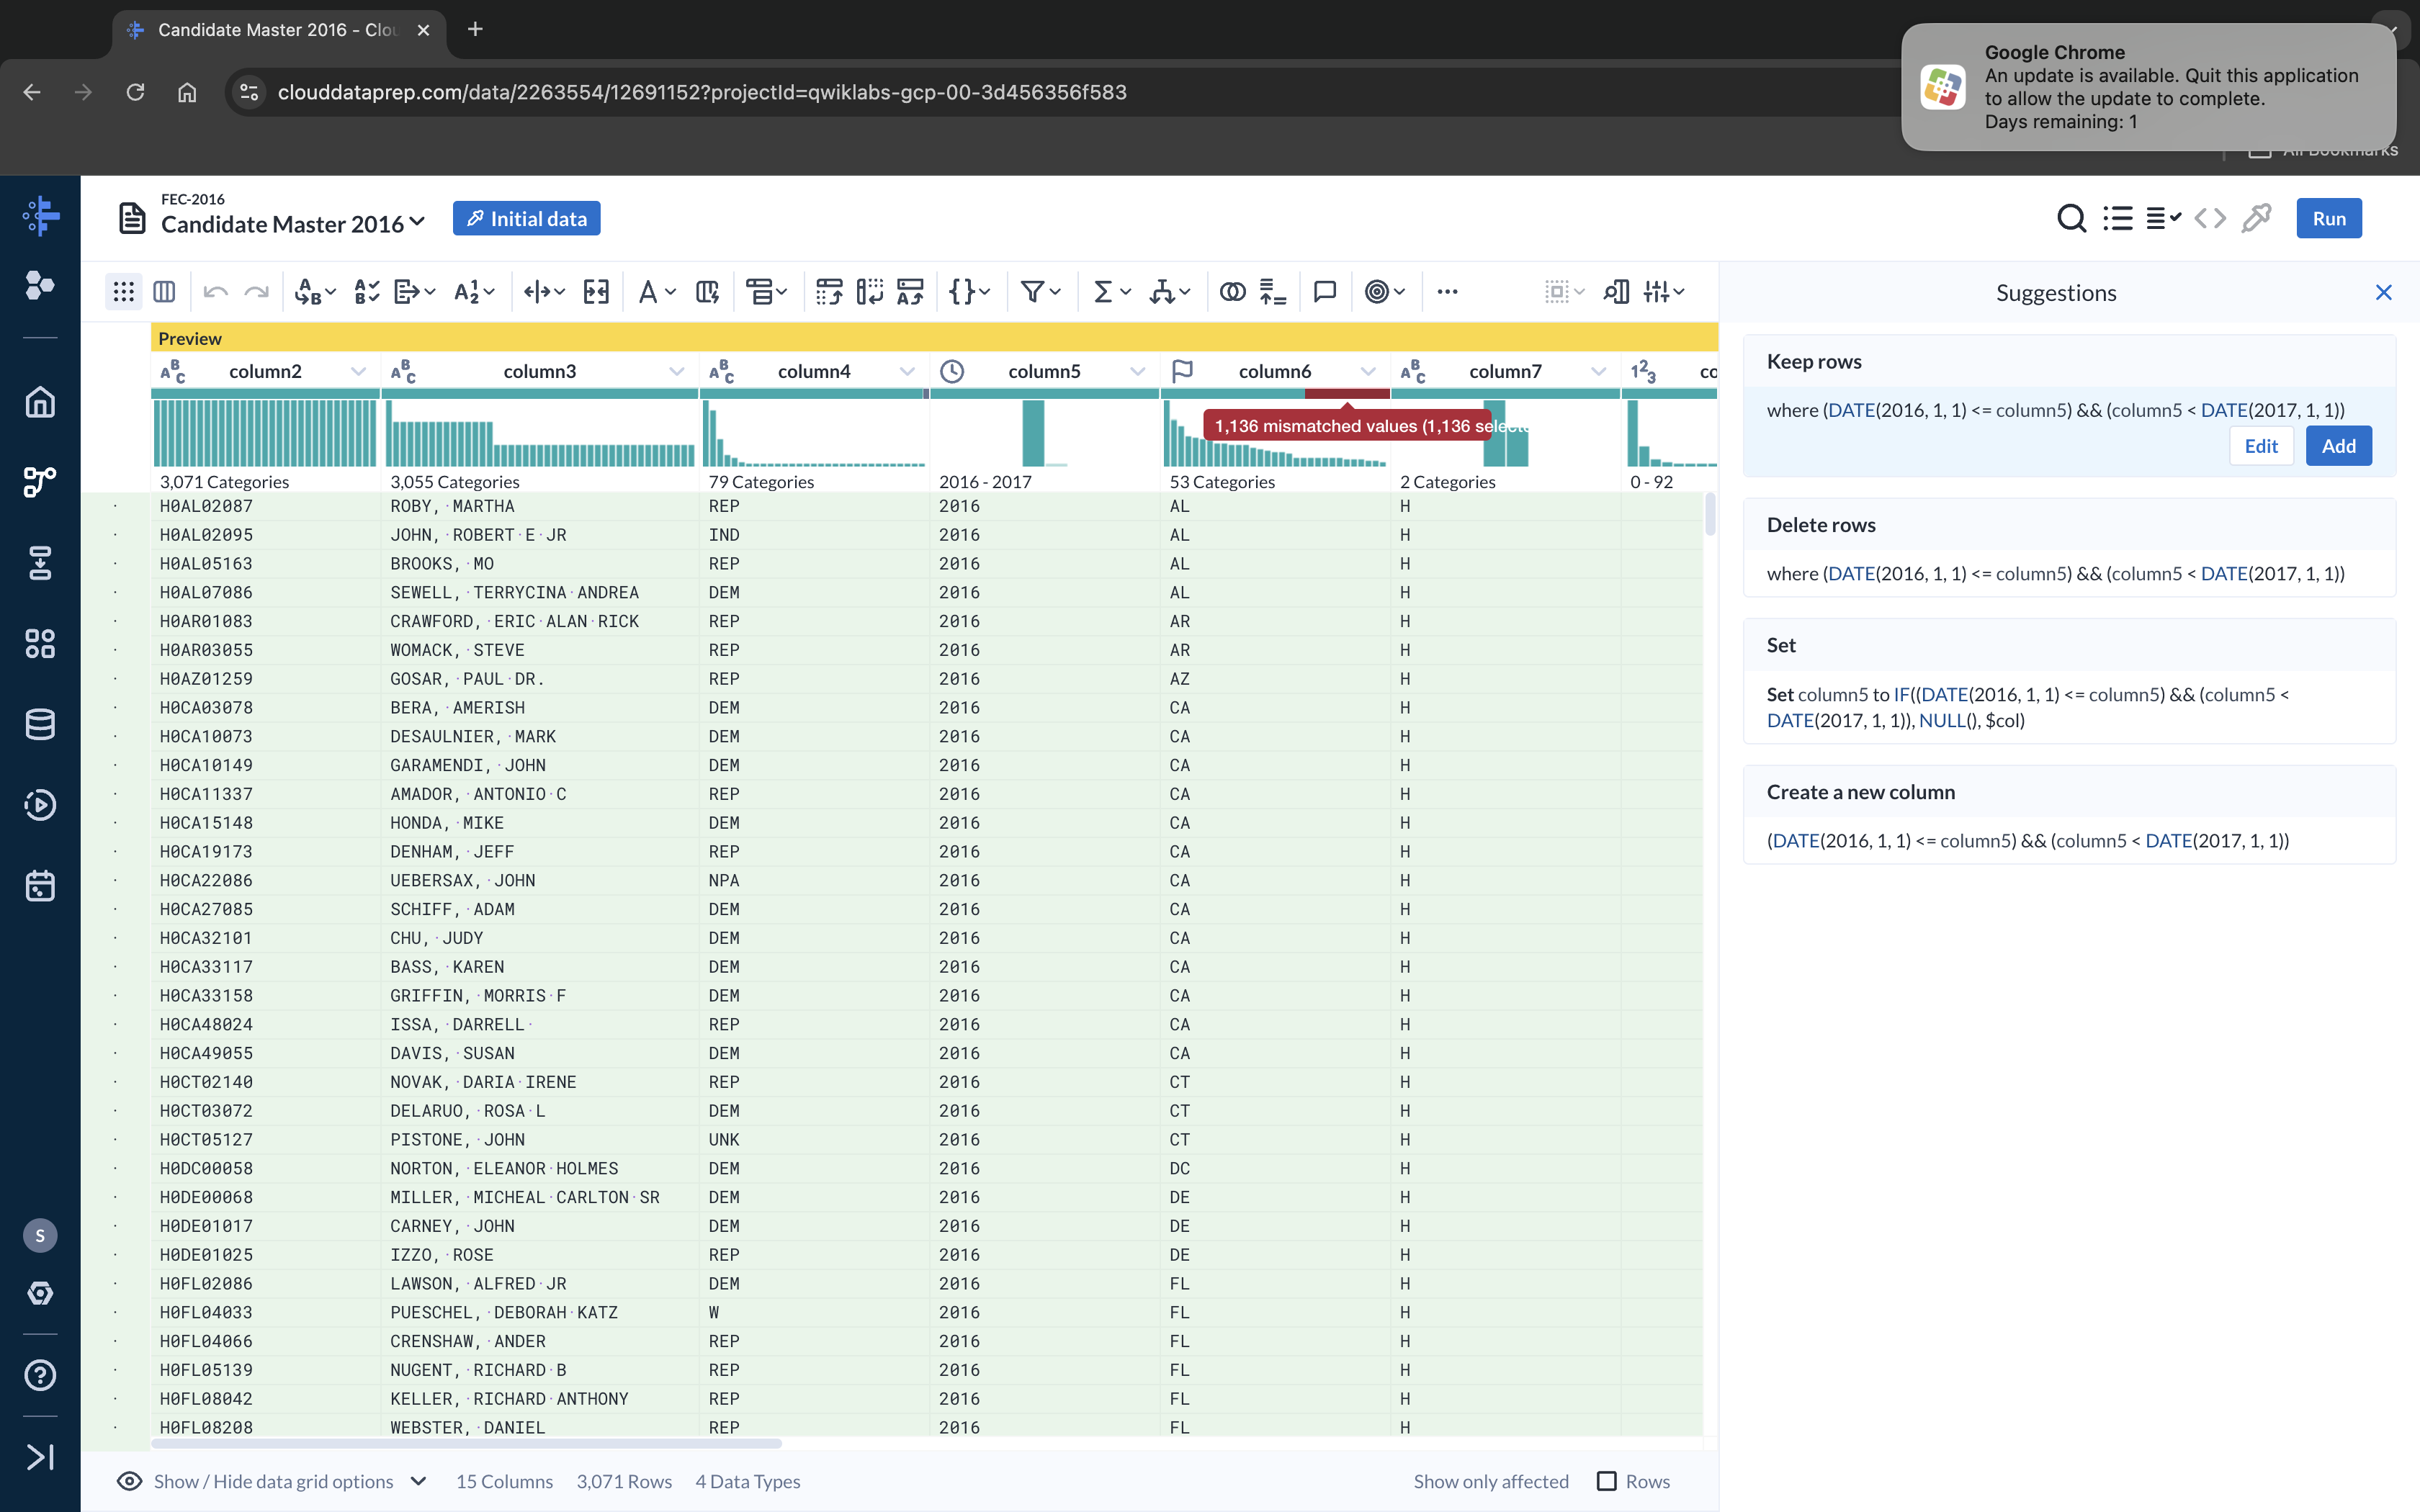 Candidate Master 2016 - Clou
Google Chrome
An update is available. Quit this application
to allow the update to complete.
Days remaining: 1
clouddataprep.com/data/2263554/12691152?projectId=qwiklabs-gcp-00-3d456356f583
All Bookmarks
FEC-2016
Candidate Master 2016
Initial data
Run
Suggestions
Preview
column2 column3 column4 column5 column6 column7 co
1,136 mismatched values (1,136 selecte
3,071 Categories 3,055 Categories 79 Categories 2016 - 2017 53 Categories 2 Categories 0 - 92
H0AL02087 ROBY, MARTHA REP 2016 AL H
H0AL02095 JOHN, ROBERT E JR IND 2016 AL H
H0AL05163 BROOKS, MO REP 2016 AL H
H0AL07086 SEWELL, TERRYCINA ANDREA DEM 2016 AL H
H0AR01083 CRAWFORD, ERIC ALAN RICK REP 2016 AR H
H0AR03055 WOMACK, STEVE REP 2016 AR H
H0AZ01259 GOSAR, PAUL DR. REP 2016 AZ H
H0CA03078 BERA, AMERISH DEM 2016 CA H
H0CA10073 DESAULNIER, MARK DEM 2016 CA H
H0CA10149 GARAMENDI, JOHN DEM 2016 CA H
H0CA11337 AMADOR, ANTONIO C REP 2016 CA H
H0CA15148 HONDA, MIKE DEM 2016 CA H
H0CA19173 DENHAM, JEFF REP 2016 CA H
H0CA22086 UEBERSAX, JOHN NPA 2016 CA H
H0CA27085 SCHIFF, ADAM DEM 2016 CA H
H0CA32101 CHU, JUDY DEM 2016 CA H
H0CA33117 BASS, KAREN DEM 2016 CA H
H0CA33158 GRIFFIN, MORRIS F DEM 2016 CA H
H0CA48024 ISSA, DARRELL REP 2016 CA H
H0CA49055 DAVIS, SUSAN DEM 2016 CA H
H0CT02140 NOVAK, DARIA IRENE REP 2016 CT H
H0CT03072 DELARUO, ROSA L DEM 2016 CT H
H0CT05127 PISTONE, JOHN UNK 2016 CT H
H0DC00058 NORTON, ELEANOR HOLMES DEM 2016 DC H
H0DE00068 MILLER, MICHEAL CARLTON SR DEM 2016 DE H
H0DE01017 CARNEY, JOHN DEM 2016 DE H
H0DE01025 IZZO, ROSE REP 2016 DE H
H0FL02086 LAWSON, ALFRED JR DEM 2016 FL H
H0FL04033 PUESCHEL, DEBORAH KATZ W 2016 FL H
H0FL04066 CRENSHAW, ANDER REP 2016 FL H
H0FL05139 NUGENT, RICHARD B REP 2016 FL H
H0FL08042 KELLER, RICHARD ANTHONY REP 2016 FL H
H0FL08208 WEBSTER, DANIEL REP 2016 FL H
Show / Hide data grid options 15 Columns 3,071 Rows 4 Data Types Show only affected Rows
Keep rows
where (DATE(2016, 1, 1) <= column5) && (column5 < DATE(2017, 1, 1))
Edit Add
Delete rows
where (DATE(2016, 1, 1) <= column5) && (column5 < DATE(2017, 1, 1))
Set
Set column5 to IF((DATE(2016, 1, 1) <= column5) && (column5 <
DATE(2017, 1, 1)), NULL(), $col)
Create a new column
(DATE(2016, 1, 1) <= column5) && (column5 < DATE(2017, 1, 1))
S